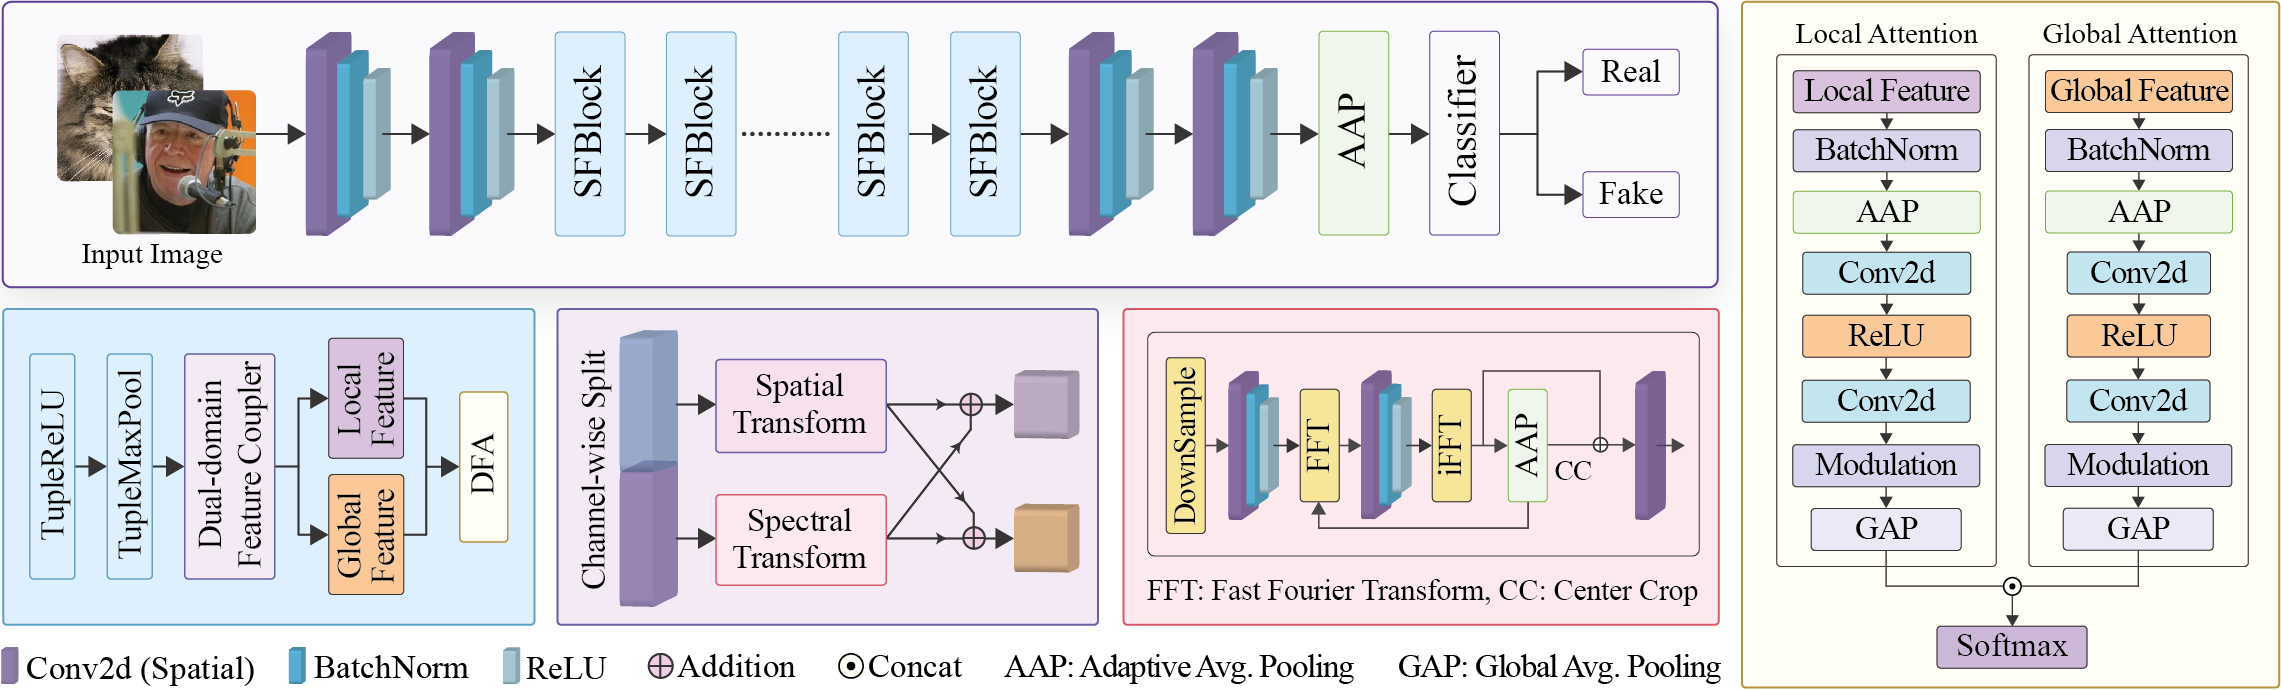 Input Image
SFBlock
SFBlock
SFBlock
SFBlock
AAP
Classifier
Real
Fake
TupleReLU
TupleMaxPool
Dual-domain
Feature Coupler
Local
Feature
Global
Feature
DFA
Channel-wise Split
Spatial
Transform
Spectral
Transform
DownSample
FFT
iFFT
AAP
CC
FFT: Fast Fourier Transform, CC: Center Crop
Local Attention
Local Feature
BatchNorm
AAP
Conv2d
ReLU
Conv2d
Modulation
GAP
Global Attention
Global Feature
BatchNorm
AAP
Conv2d
ReLU
Conv2d
Modulation
GAP
Softmax
Conv2d (Spatial)
BatchNorm
ReLU
Addition
Concat
AAP: Adaptive Avg. Pooling
GAP: Global Avg. Pooling